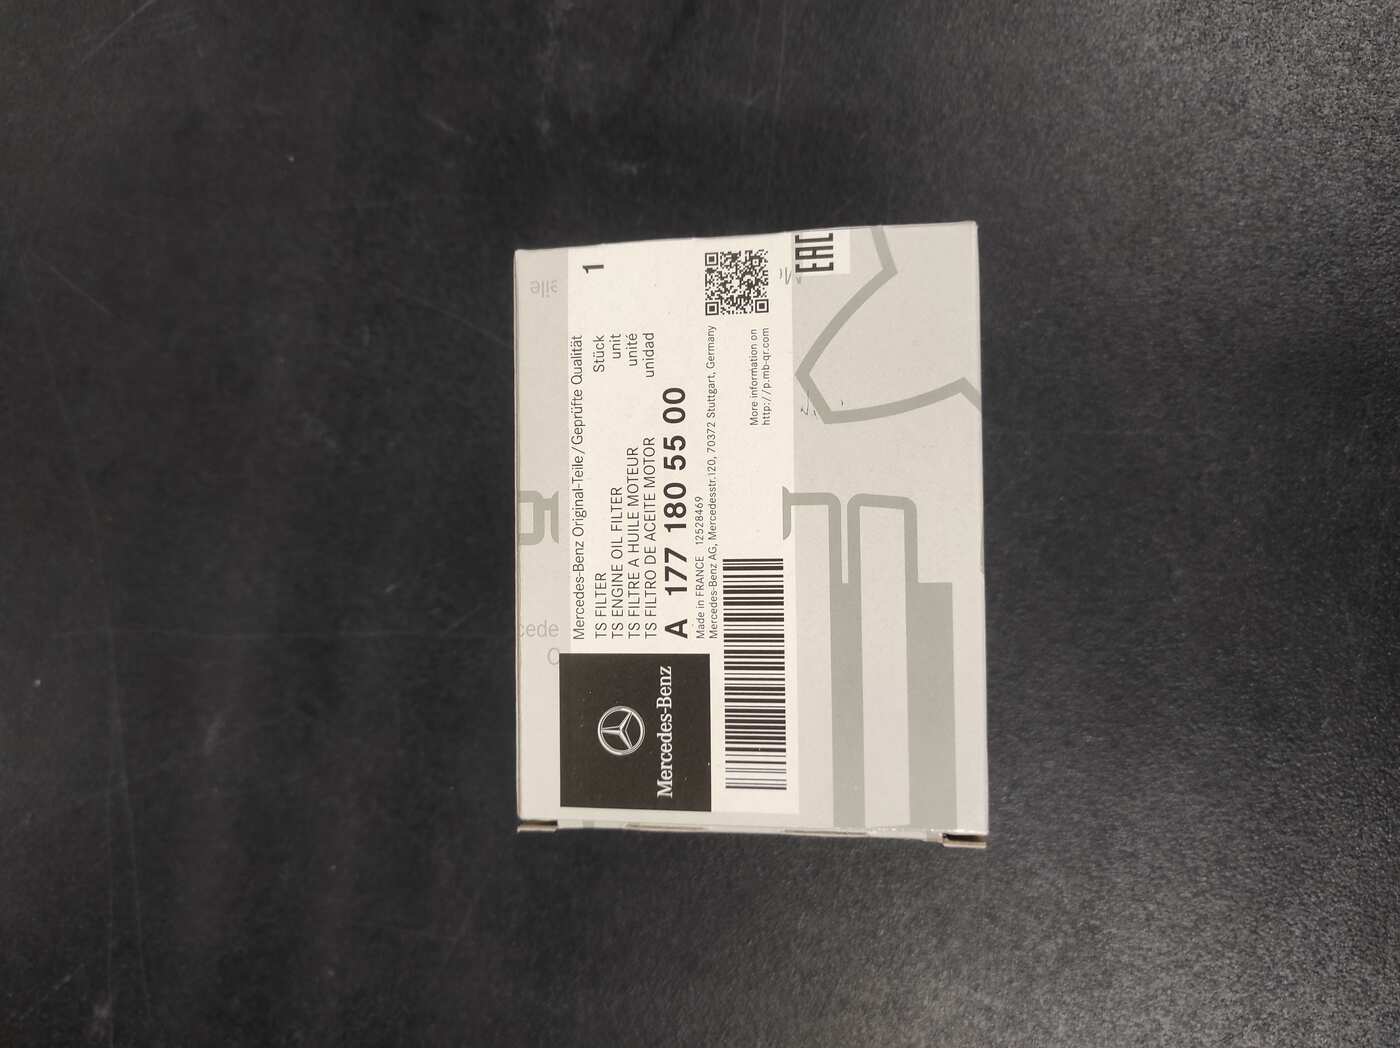 Mercedes-Benz Original-Teile/Geprüfte Qualität
TS FILTER
Stück
1
TS ENGINE OIL FILTER
unit
TS FILTRE A HUILE MOTEUR
unité
TS FILTRO DE ACEITE MOTOR
unidad
A 177 180 55 00
Made in FRANCE 12528469
Mercedes-Benz AG, Mercedesstr.120, 70372 Stuttgart, Germany
More information on
http://p.mb-qr.com
Mercedes-Benz
EAC